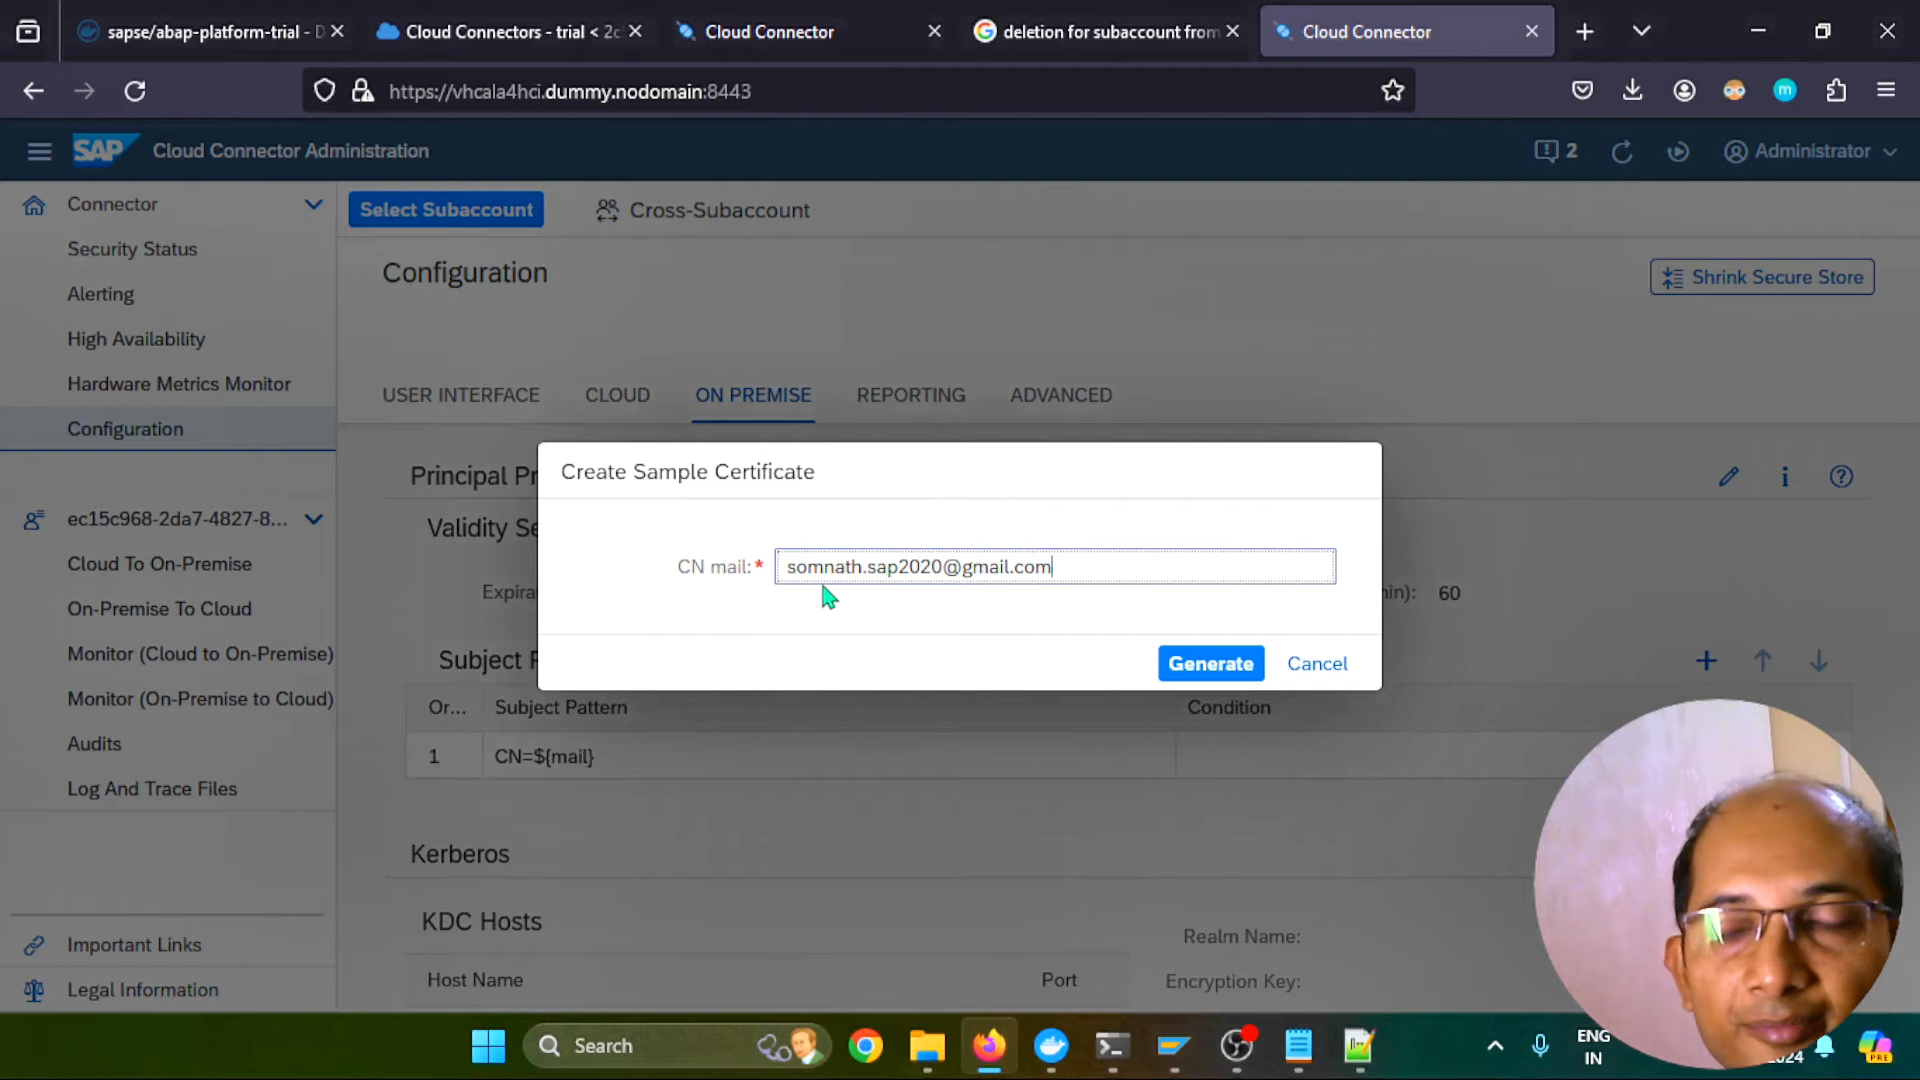 sapse/abap-platform-trial - D
Cloud Connectors - trial < 2c
Cloud Connector
deletion for subaccount from
Cloud Connector
https://vhcala4hci.dummy.nodomain:8443
SAP
Cloud Connector Administration
2
Administrator
Connector
Security Status
Alerting
High Availability
Hardware Metrics Monitor
Configuration
ec15c968-2da7-4827-8...
Cloud To On-Premise
On-Premise To Cloud
Monitor (Cloud to On-Premise)
Monitor (On-Premise to Cloud)
Audits
Log And Trace Files
Important Links
Legal Information
Select Subaccount
Cross-Subaccount
Configuration
Shrink Secure Store
USER INTERFACE
CLOUD
ON PREMISE
REPORTING
ADVANCED
Principal Pr
Validity Se
Expira
in): 60
Create Sample Certificate
CN mail:*
somnath.sap2020@gmail.com
Generate
Cancel
Subject P
Or...
Subject Pattern
Condition
1
CN=${mail}
Kerberos
KDC Hosts
Host Name
Port
Realm Name:
Encryption Key:
Search
ENG
IN
2024
PRE